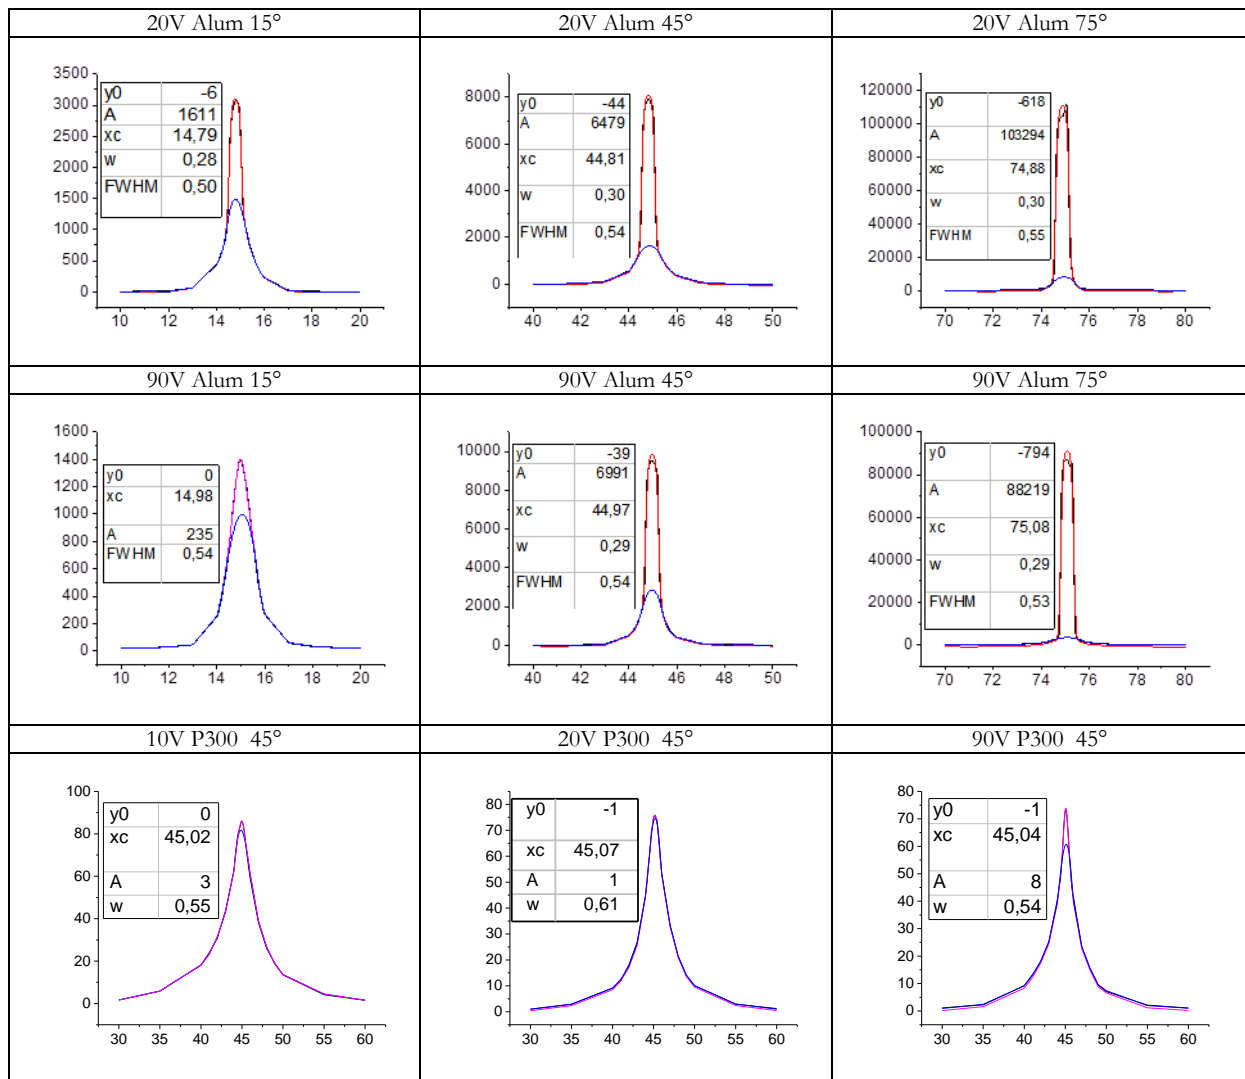 20V Alum 15°
20V Alum 45°
20V Alum 75°
3500
3000
2500
2000
1500
1000
500
0
y0 -6
A 1611
xc 14,79
w 0,28
FWHM 0,50
10 12 14 16 18 20
8000
6000
4000
2000
0
y0 -44
A 6479
xc 44,81
w 0,30
FWHM 0,54
40 42 44 46 48 50
120000
100000
80000
60000
40000
20000
0
y0 -618
A 103294
xc 74,88
w 0,30
FWHM 0,55
70 72 74 76 78 80
90V Alum 15°
90V Alum 45°
90V Alum 75°
1600
1400
1200
1000
800
600
400
200
0
y0 0
xc 14,98
A 235
FWHM 0,54
10 12 14 16 18 20
10000
8000
6000
4000
2000
0
y0 -39
A 6991
xc 44,97
w 0,29
FWHM 0,54
40 42 44 46 48 50
100000
80000
60000
40000
20000
0
y0 -794
A 88219
xc 75,08
w 0,29
FWHM 0,53
70 72 74 76 78 80
10V P300 45°
20V P300 45°
90V P300 45°
100
80
60
40
20
0
y0 0
xc 45,02
A 3
w 0,55
30 35 40 45 50 55 60
80
70
60
50
40
30
20
10
0
y0 -1
xc 45,07
A 1
w 0,61
30 35 40 45 50 55 60
80
70
60
50
40
30
20
10
0
y0 -1
xc 45,04
A 8
w 0,54
30 35 40 45 50 55 60